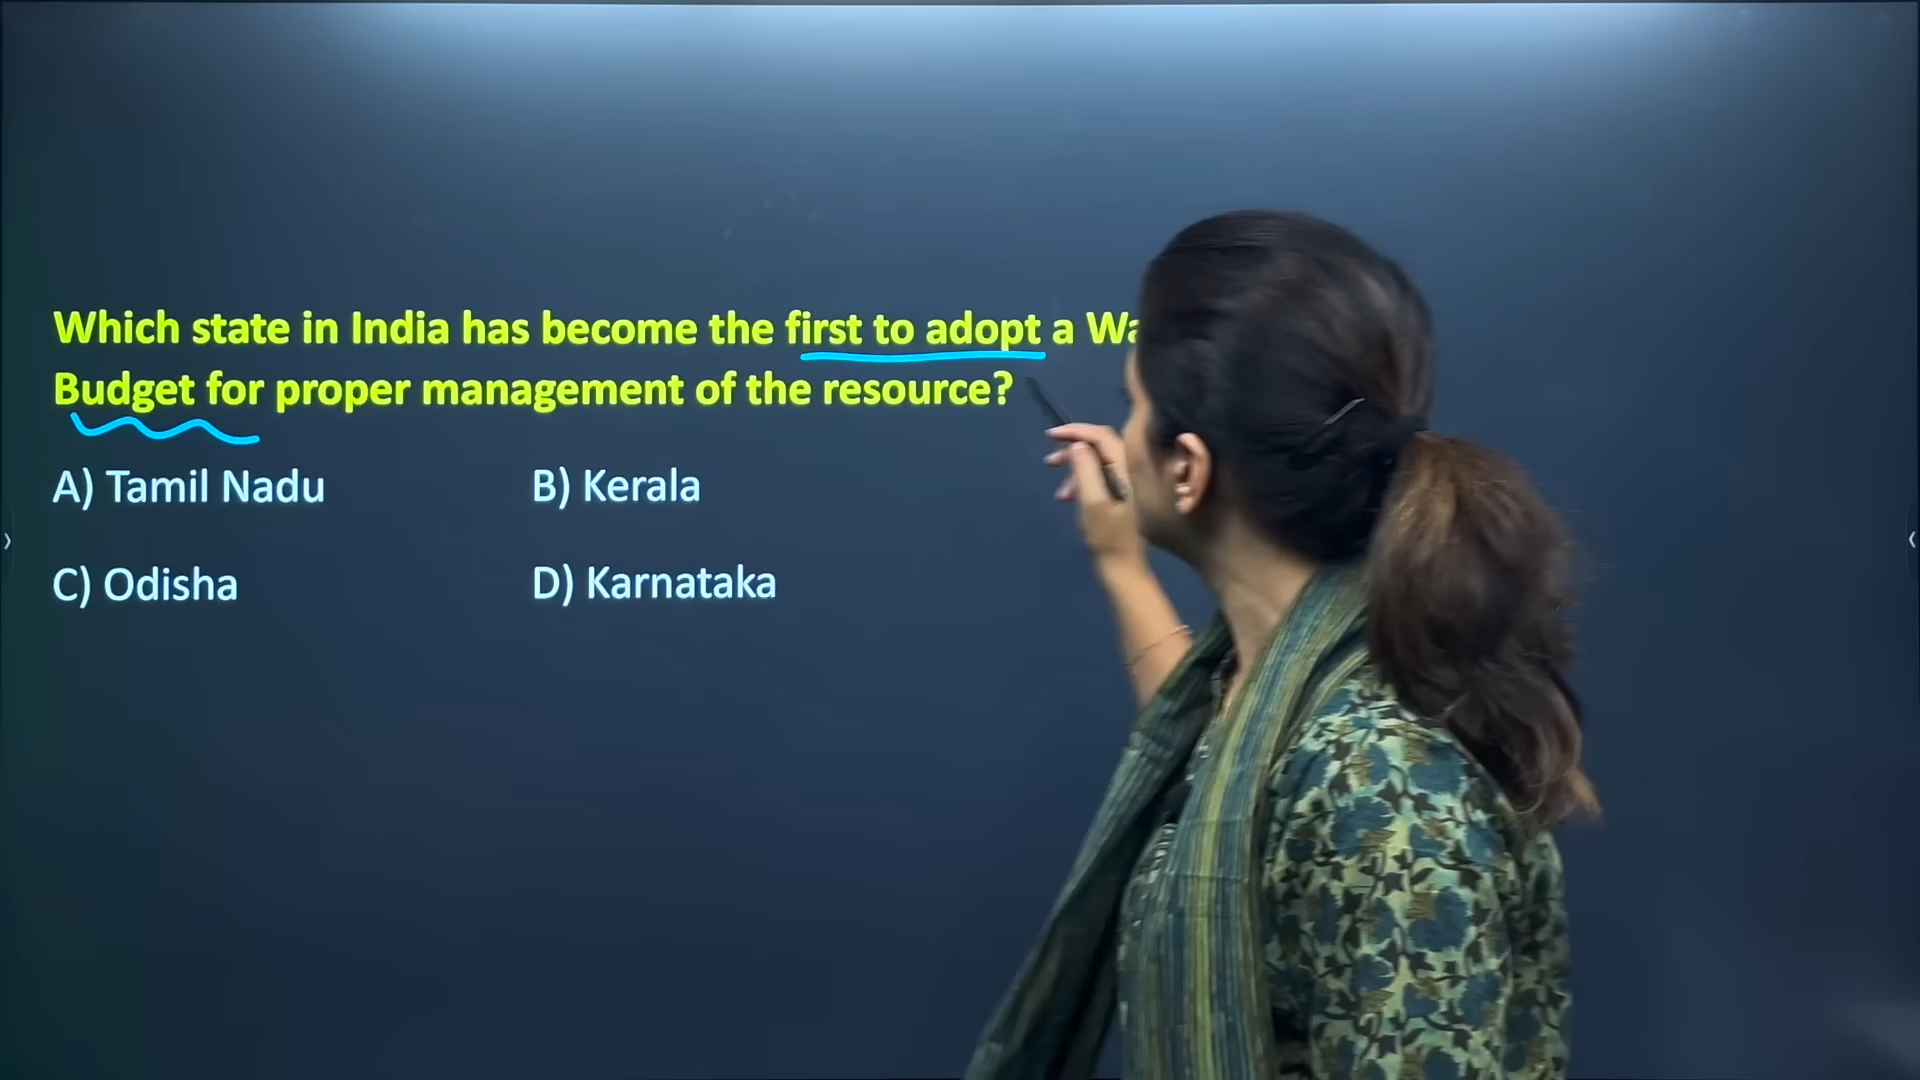 Which state in India has become the first to adopt a
Budget for proper management of the resource?
A) Tamil Nadu B) Kerala
C) Odisha D) Karnataka